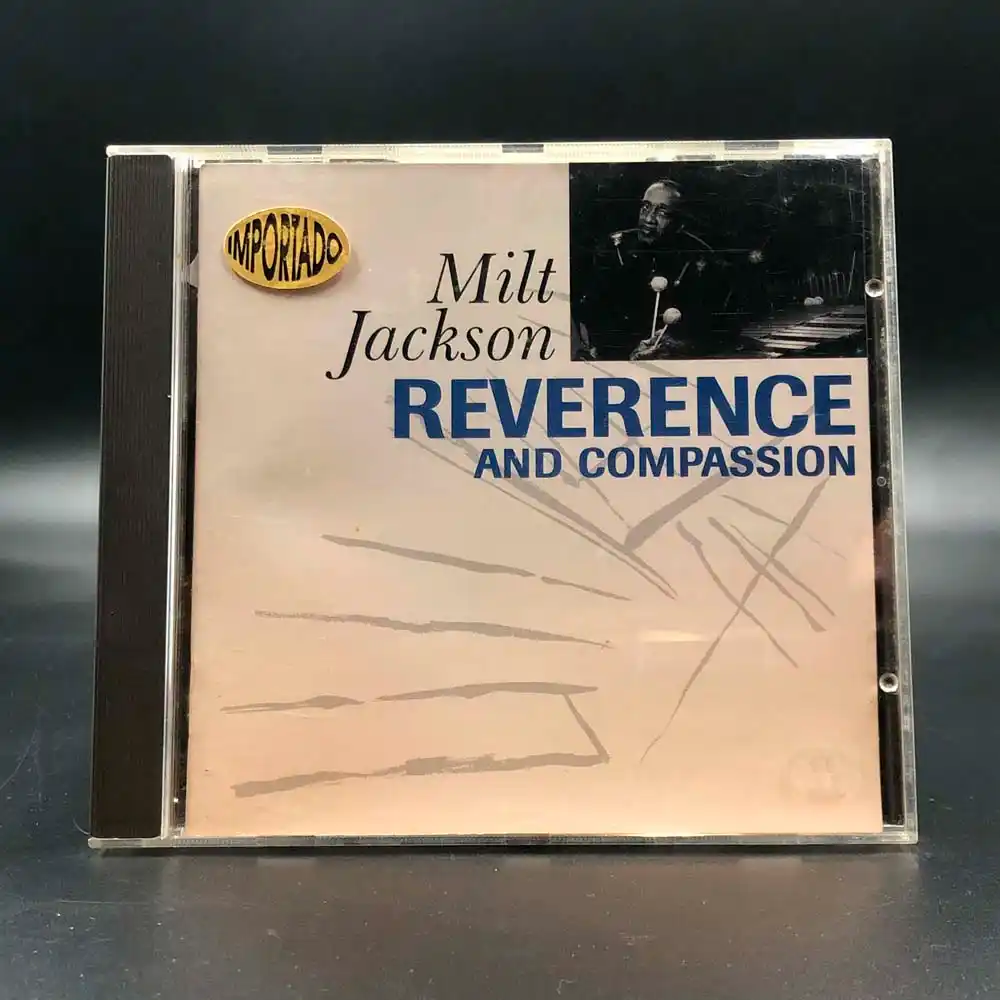 IMPORTADO
Milt
Jackson
REVERENCE
AND COMPASSION